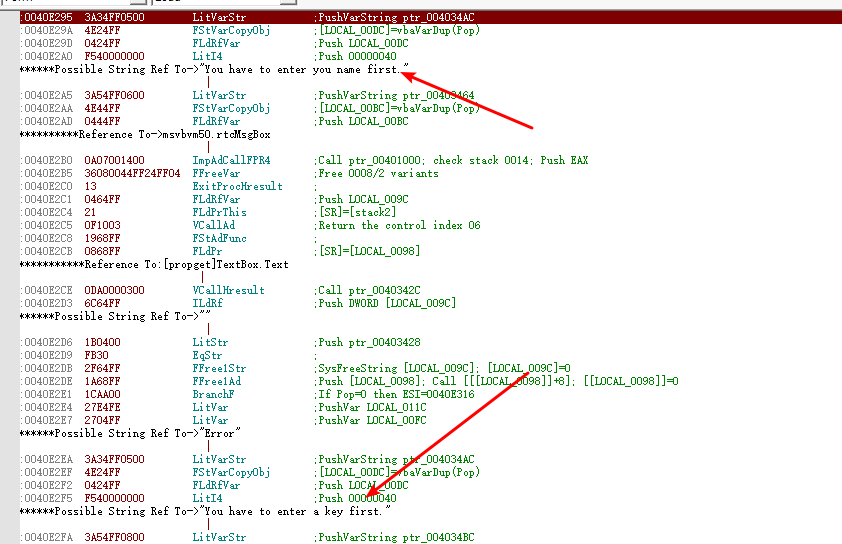 :0040E295 3A34FF0500 LitVarStr ;PushVarString ptr_004034AC
:0040E29A 4E24FF FStVarCopyObj ;[LOCAL_00DC]=vbaVarDup(Pop)
:0040E29D 0424FF FLdRfVar ;Push LOCAL_00DC
:0040E2A0 F540000000 LitI4 ;Push 00000040
******Possible String Ref To->"You have to enter you name first."
|
:0040E2A5 3A54FF0600 LitVarStr ;PushVarString ptr_00403464
:0040E2AA 4E44FF FStVarCopyObj ;[LOCAL_00BC]=vbaVarDup(Pop)
:0040E2AD 0444FF FLdRfVar ;Push LOCAL_00BC
**********Reference To->msvbvm50.rtcMsgBox
|
:0040E2B0 0A07001400 ImpAdCallFPR4 ;Call ptr_00401000; check stack 0014; Push EAX
:0040E2B5 36080044FF24FF04 FFreeVar ;Free 0008/2 variants
:0040E2C0 13 ExitProcHresult ;
:0040E2C1 0464FF FLdRfVar ;Push LOCAL_009C
:0040E2C4 21 FLdPrThis ;[SR]=[stack2]
:0040E2C5 0F1003 VCallAd ;Return the control index 06
:0040E2C8 1968FF FStAdFunc ;
:0040E2CB 0868FF FLdPr ;[SR]=[LOCAL_0098]
***********Reference To:[propget]TextBox.Text
|
:0040E2CE 0DA0000300 VCallHresult ;Call ptr_0040342C
:0040E2D3 6C64FF ILdRf ;Push DWORD [LOCAL_009C]
******Possible String Ref To->""
|
:0040E2D6 1B0400 LitStr ;Push ptr_00403428
:0040E2D9 FB30 EqStr ;
:0040E2DB 2F64FF FFree1Str ;SysFreeString [LOCAL_009C]; [LOCAL_009C]=0
:0040E2DE 1A68FF FFree1Ad ;Push [LOCAL_0098]; Call [[[LOCAL_0098]]+8]; [[LOCAL_0098]]=0
:0040E2E1 1CAA00 BranchF ;If Pop=0 then ESI=0040E316
:0040E2E4 27E4FE LitVar ;PushVar LOCAL_011C
:0040E2E7 2704FF LitVar ;PushVar LOCAL_00FC
******Possible String Ref To->"Error"
|
:0040E2EA 3A34FF0500 LitVarStr ;PushVarString ptr_004034AC
:0040E2EF 4E24FF FStVarCopyObj ;[LOCAL_00DC]=vbaVarDup(Pop)
:0040E2F2 0424FF FLdRfVar ;Push LOCAL_00DC
:0040E2F5 F540000000 LitI4 ;Push 00000040
******Possible String Ref To->"You have to enter a key first."
|
:0040E2FA 3A54FF0800 LitVarStr ;PushVarString ptr_004034BC